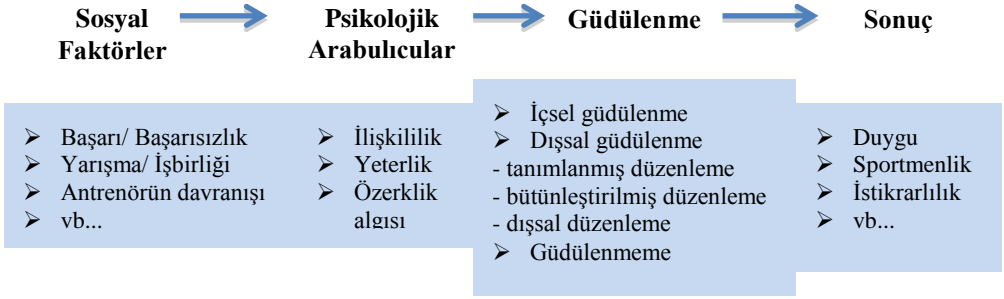 Sosyal
Faktörler
Psikolojik
Arabulıcular
Güdülenme
Sonuç
➢ Başarı/ Başarısızlık
➢ Yarışma/ İşbirliği
➢ Antrenörün davranışı
➢ vb...
➢ İlişkililik
➢ Yeterlik
➢ Özerklik
algısı
➢ İçsel güdülenme
➢ Dışsal güdülenme
- tanımlanmış düzenleme
- bütünleştirilmiş düzenleme
- dışsal düzenleme
➢ Güdülenmeme
➢ Duygu
➢ Sportmenlik
➢ İstikrarlılık
➢ vb...